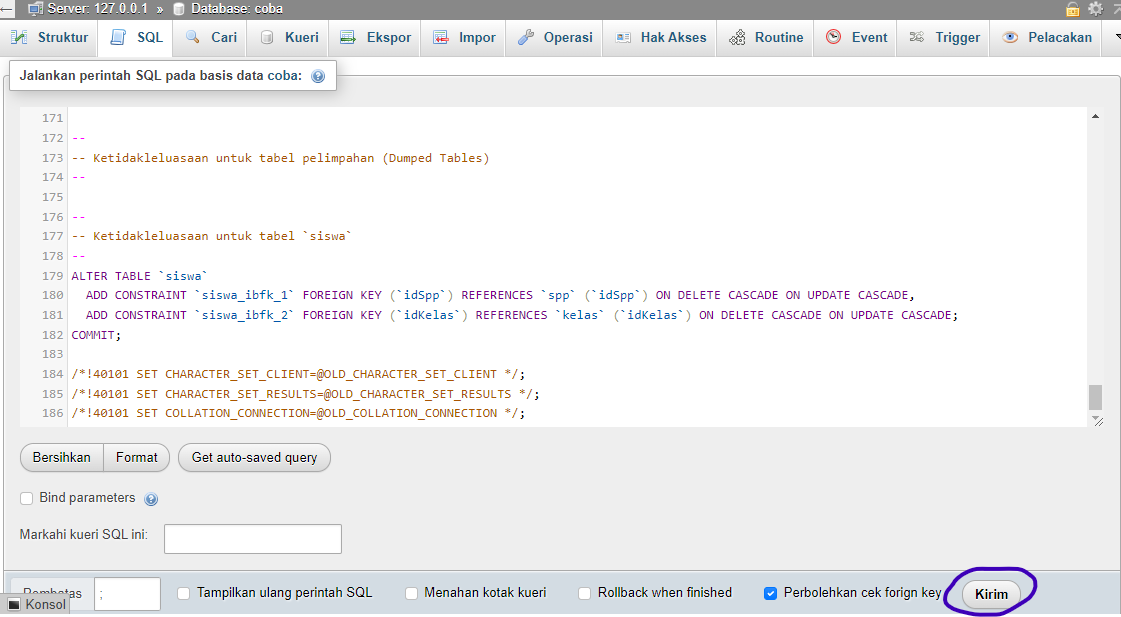 Server: 127.0.0.1 » Database: coba
Struktur SQL Cari Kueri Ekspor Impor Operasi Hak Akses Routine Event Trigger Pelacakan
Jalankan perintah SQL pada basis data coba:
171
172 --
173 -- Ketidakleluasaan untuk tabel pelimpahan (Dumped Tables)
174 --
175
176 --
177 -- Ketidakleluasaan untuk tabel `siswa`
178 --
179 ALTER TABLE `siswa`
180 ADD CONSTRAINT `siswa_ibfk_1` FOREIGN KEY (`idSpp`) REFERENCES `spp` (`idSpp`) ON DELETE CASCADE ON UPDATE CASCADE,
181 ADD CONSTRAINT `siswa_ibfk_2` FOREIGN KEY (`idKelas`) REFERENCES `kelas` (`idKelas`) ON DELETE CASCADE ON UPDATE CASCADE;
182 COMMIT;
183
184 /*!40101 SET CHARACTER_SET_CLIENT=@OLD_CHARACTER_SET_CLIENT */;
185 /*!40101 SET CHARACTER_SET_RESULTS=@OLD_CHARACTER_SET_RESULTS */;
186 /*!40101 SET COLLATION_CONNECTION=@OLD_COLLATION_CONNECTION */;
Bersihkan Format Get auto-saved query
Bind parameters
Markahi kueri SQL ini:
Pembatas ; Tampilkan ulang perintah SQL Menahan kotak kueri Rollback when finished Perbolehkan cek forign key Kirim
Konsol